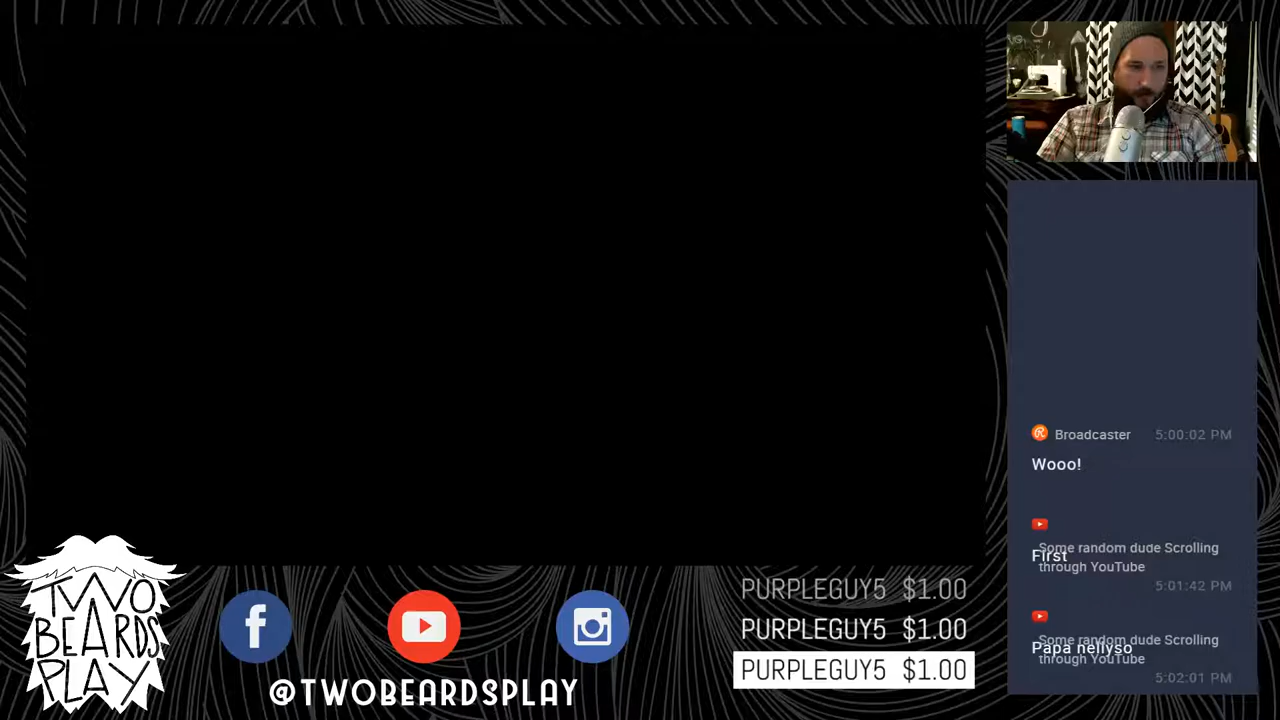 Broadcaster 5:00:02 PM
Wooo!
Some random dude Scrolling
through YouTube
First
5:01:42 PM
Some random dude Scrolling
through YouTube
Papa nellyso
5:02:01 PM
TWO
BEARDS
PLAY
f
@TWOBEARDSPLAY
PURPLEGUY5 $1.00
PURPLEGUY5 $1.00
PURPLEGUY5 $1.00